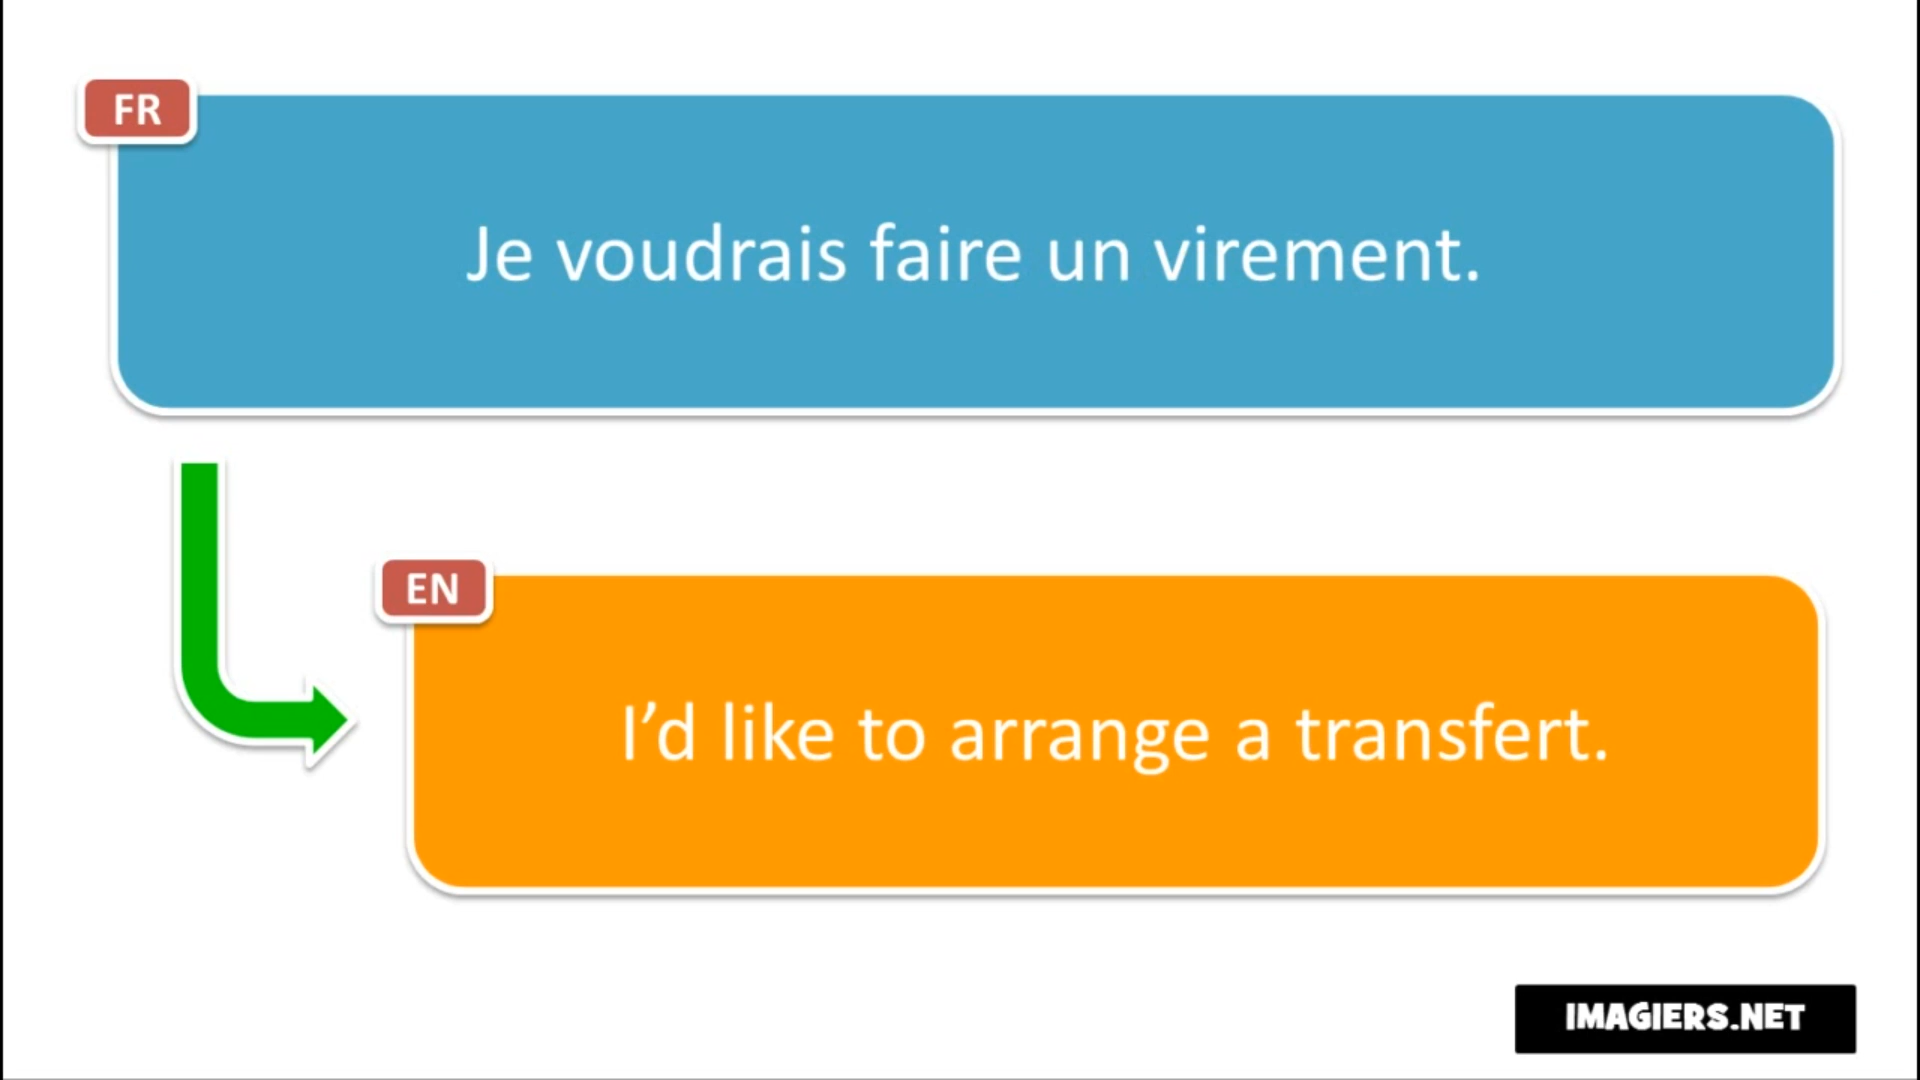 FR
Je voudrais faire un virement.
EN
I’d like to arrange a transfert.
IMAGIERS.NET